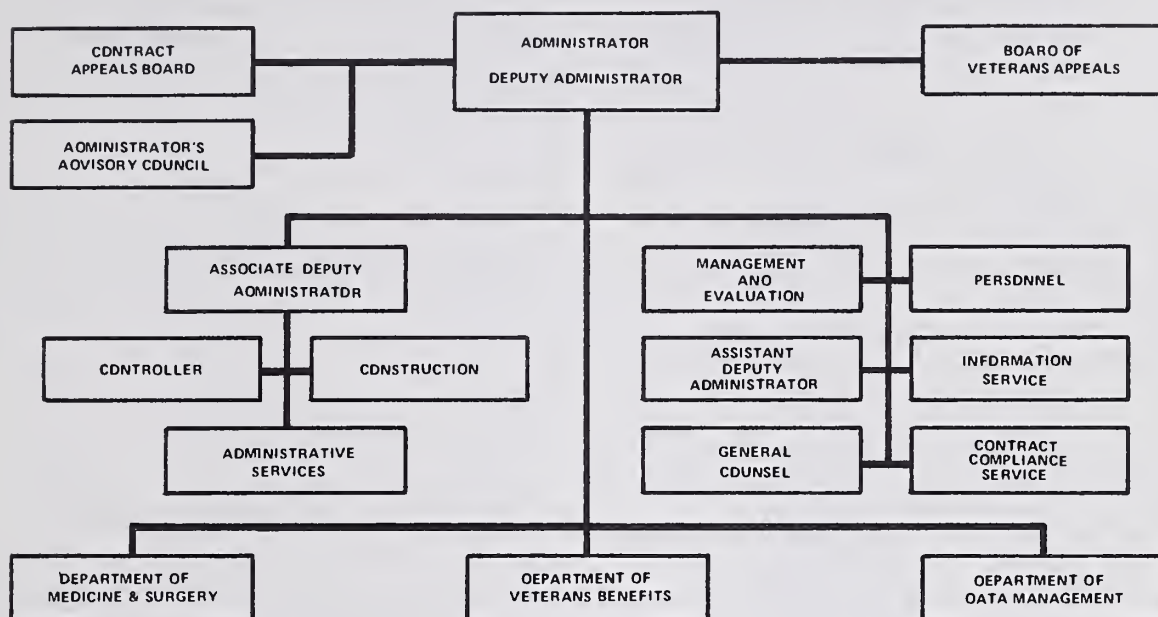 CDNTRACT
APPEALS BOARD
ADMINISTRATOR
DEPUTY ADMINISTRATOR
BOARO OF
VETERANS APPEALS
AOMINISTRATOR'S
AOVISORY CDUNCIL
ASSOCIATE DEPUTY
AOMINISTRATDR
MANAGEMENT
ANO
EVALUATION
PERSDNNEL
CDNTROLLER
CDNSTRUCTION
ASSISTANT
DEPUTY
ADMINISTRATOR
INFDRMATION
SERVICE
ADMINISTRATIVE
SERVICES
GENERAL
CDUNSEL
CONTRACT
COMPLIANCE
SERVICE
DEPARTMENT OF
MEDICINE & SURGERY
OEPARTMENT OF
VETERANS BENEFITS
OEPARTMENT OF
OATA MANAGEMENT